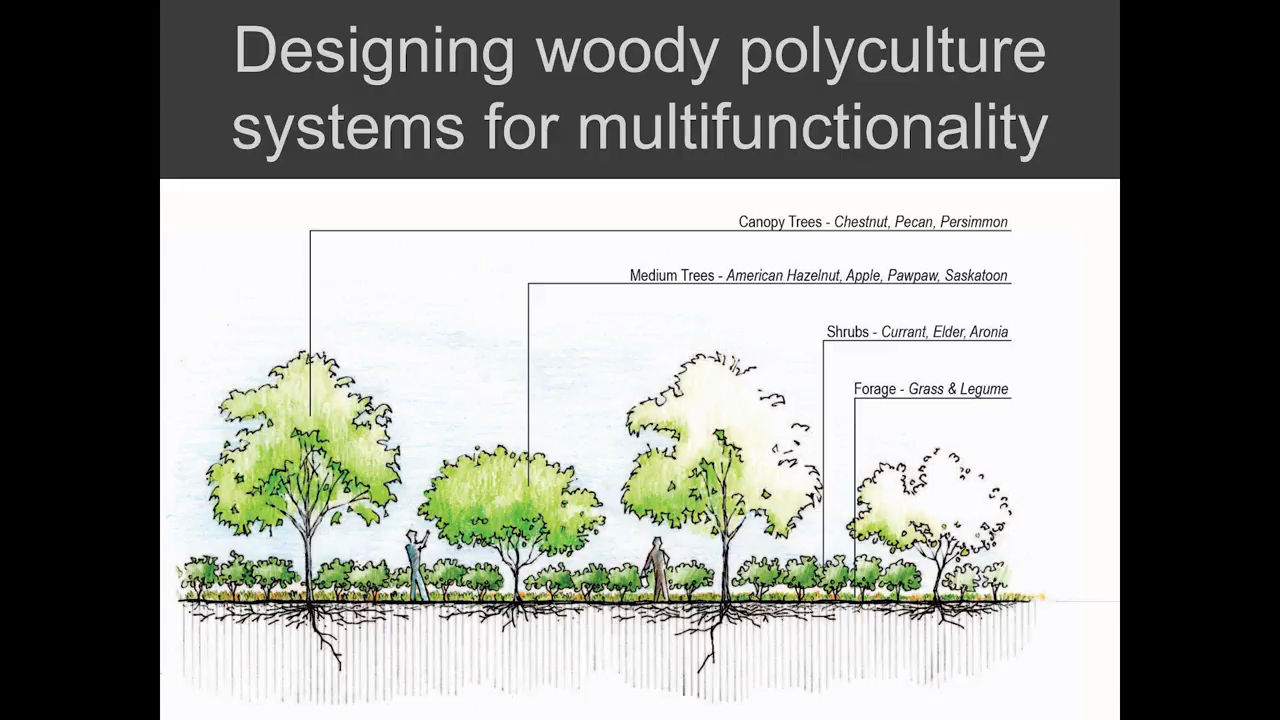 Designing woody polyculture
systems for multifunctionality
Canopy Trees - Chestnut, Pecan, Persimmon
Medium Trees - American Hazelnut, Apple, Pawpaw, Saskatoon
Shrubs - Currant, Elder, Aronia
Forage - Grass & Legume